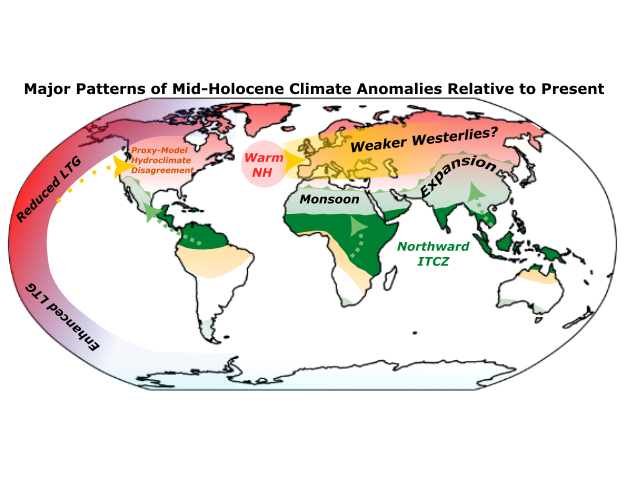 Major Patterns of Mid-Holocene Climate Anomalies Relative to Present
Reduced LTG
Proxy-Model
Hydroclimate
Disagreement
Warm
NH
Weaker Westerlies?
Monsoon
Expansion
Northward
ITCZ
Enhanced LTG